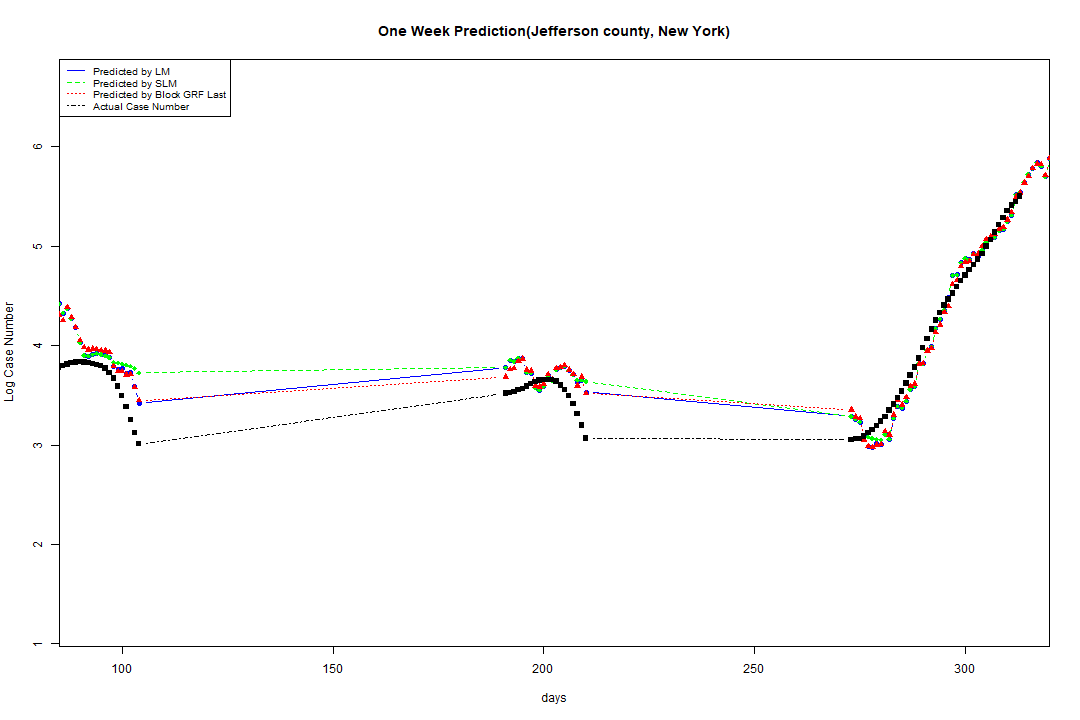 One Week Prediction(Jefferson county, New York)
Predicted by LM
Predicted by SLM
Predicted by Block GRF Last
Actual Case Number
Log Case Number
6
5
4
3
2
1
100 150 200 250 300
days